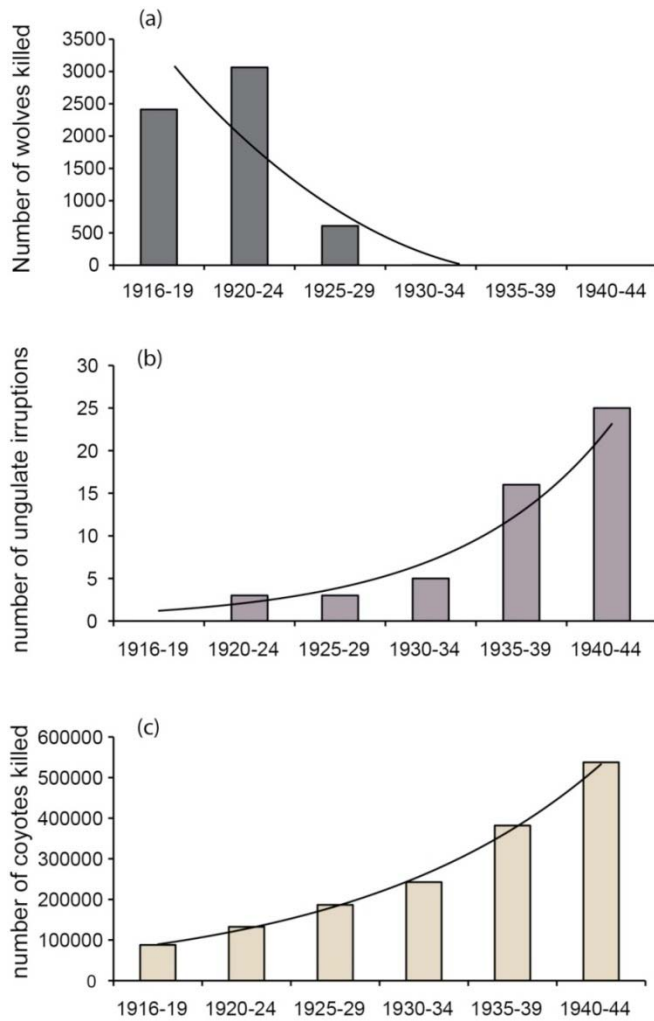 (a)
Number of wolves killed
3500
3000
2500
2000
1500
1000
500
0
1916-19 1920-24 1925-29 1930-34 1935-39 1940-44
(b)
number of ungulate irruptions
30
25
20
15
10
5
0
1916-19 1920-24 1925-29 1930-34 1935-39 1940-44
(c)
number of coyotes killed
600000
500000
400000
300000
200000
100000
0
1916-19 1920-24 1925-29 1930-34 1935-39 1940-44